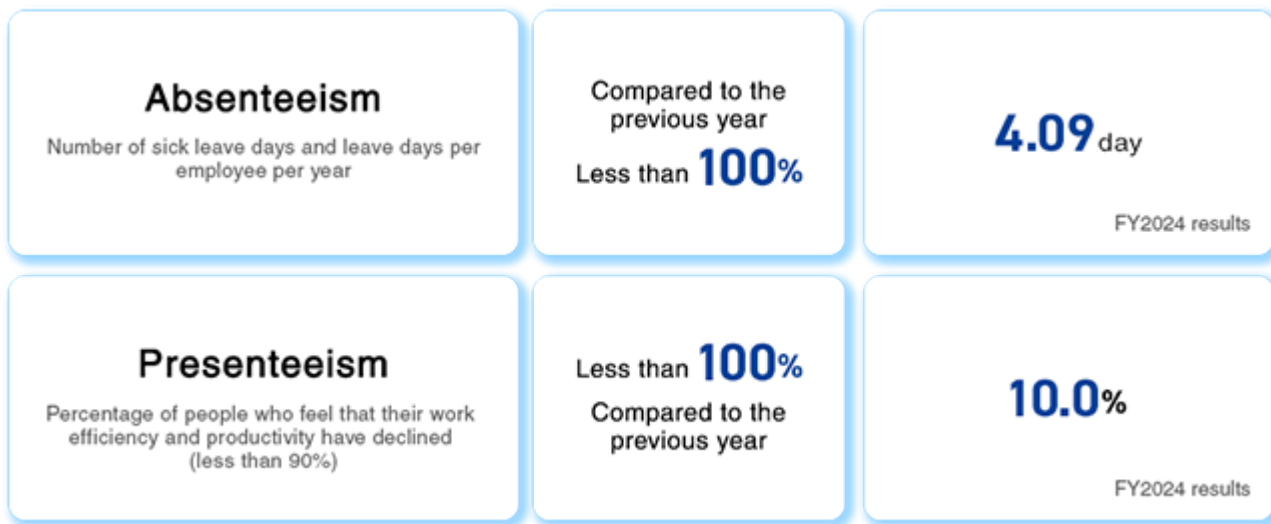 Absenteeism
Number of sick leave days and leave days per
employee per year
Compared to the
previous year
Less than 100%
4.09 day
FY2024 results
Presenteeism
Percentage of people who feel that their work
efficiency and productivity have declined
(less than 90%)
Less than 100%
Compared to the
previous year
10.0%
FY2024 results